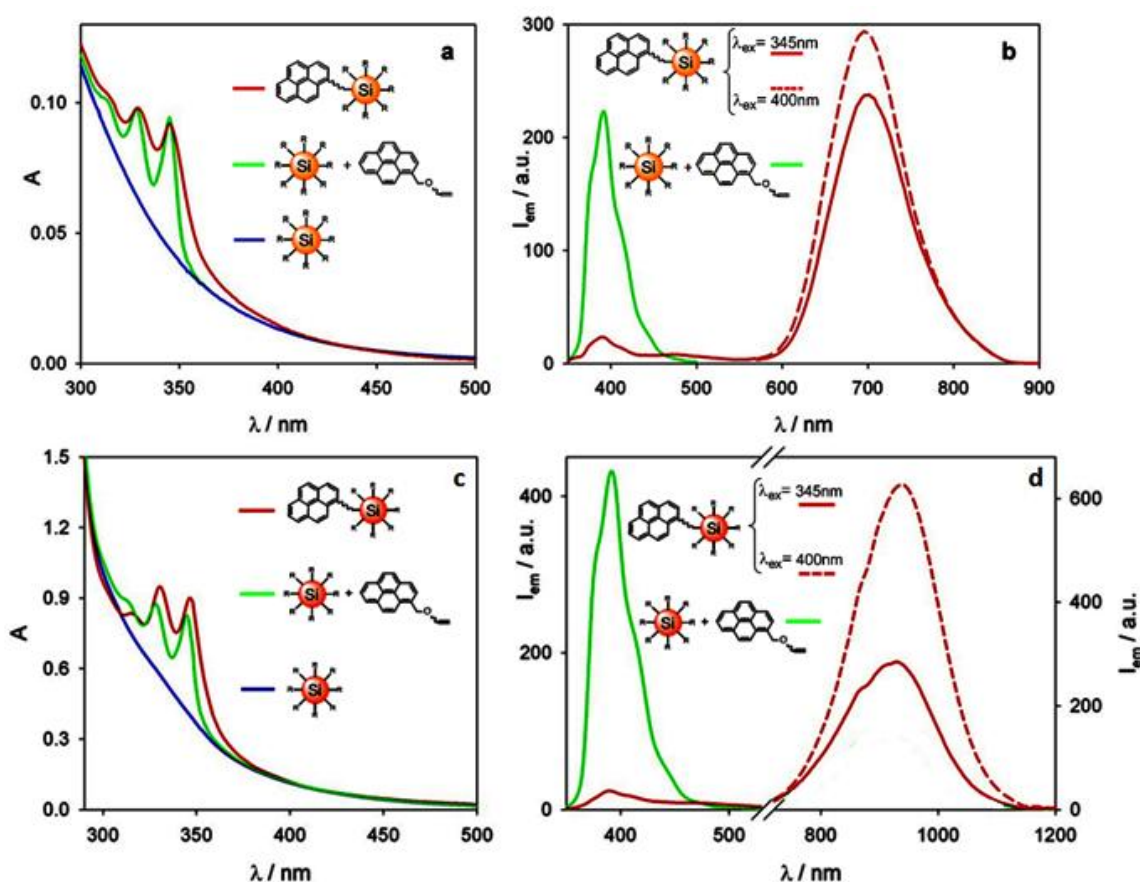 a
0.10
0.05
0.00
A
300
350
400
450
500
λ / nm
Si
R R R R R R R
Si + O
R R R R R R R R
Si
R R R R R R R R
b
300
200
100
0
I em / a.u.
400
500
600
700
800
900
λ / nm
Si
R R R R R R R
λex= 345nm
λex= 400nm
Si + O
R R R R R R R R
c
1.5
1.2
0.9
0.6
0.3
0.0
A
300
350
400
450
500
λ / nm
Si
R R R R R R R
Si + O
R R R R R R R R
Si
R R R R R R R R
d
400
200
0
I em / a.u.
600
400
200
0
I em / a.u.
400
500
800
1000
1200
λ / nm
Si
R R R R R R R
λex= 345nm
λex= 400nm
Si + O
R R R R R R R R